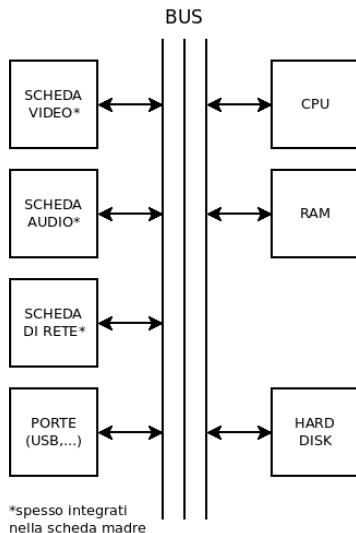 BUS
SCHEDA
VIDEO*
CPU
SCHEDA
AUDIO*
RAM
SCHEDA
DI RETE*
PORTE
(USB,...)
HARD
DISK
*spesso integrati
nella scheda madre